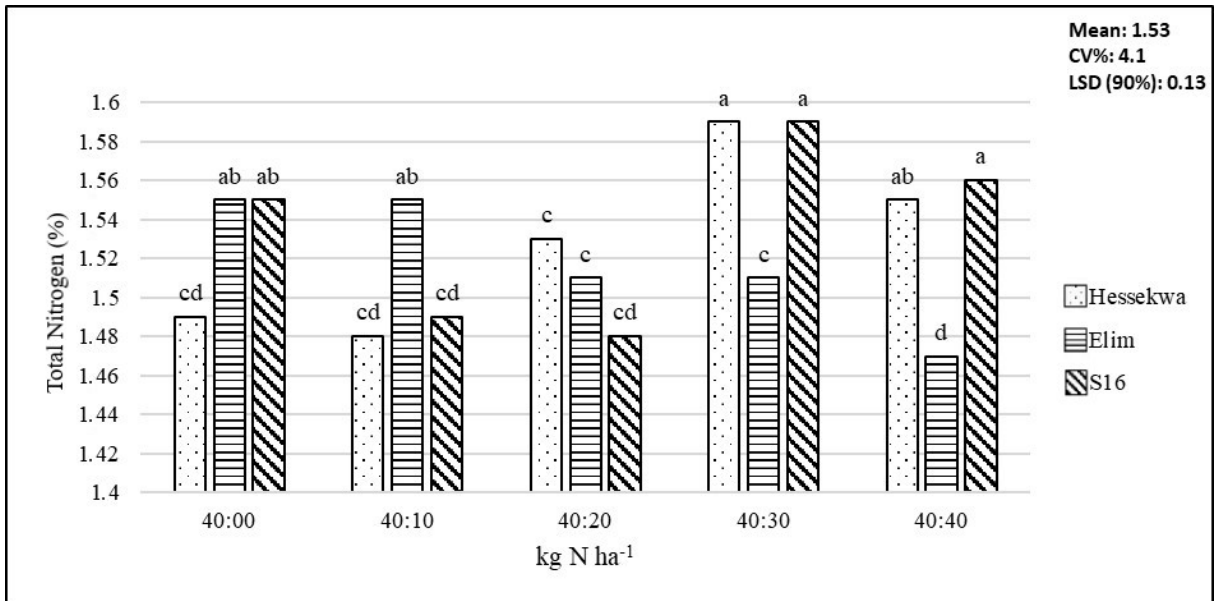 Mean: 1.53
CV%: 4.1
LSD (90%): 0.13
Total Nitrogen (%)
1.6
1.58
1.56
1.54
1.52
1.5
1.48
1.46
1.44
1.42
1.4
cd ab ab
cd ab cd
c c cd
a c a
ab d a
40:00 40:10 40:20 40:30 40:40
kg N ha⁻¹
Hessekwa
Elim
S16